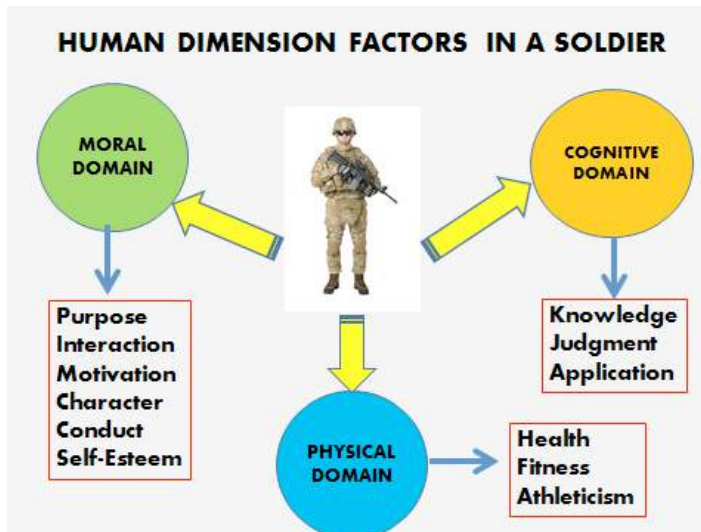 HUMAN DIMENSION FACTORS IN A SOLDIER
MORAL
DOMAIN
Purpose
Interaction
Motivation
Character
Conduct
Self-Esteem
COGNITIVE
DOMAIN
Knowledge
Judgment
Application
PHYSICAL
DOMAIN
Health
Fitness
Athleticism